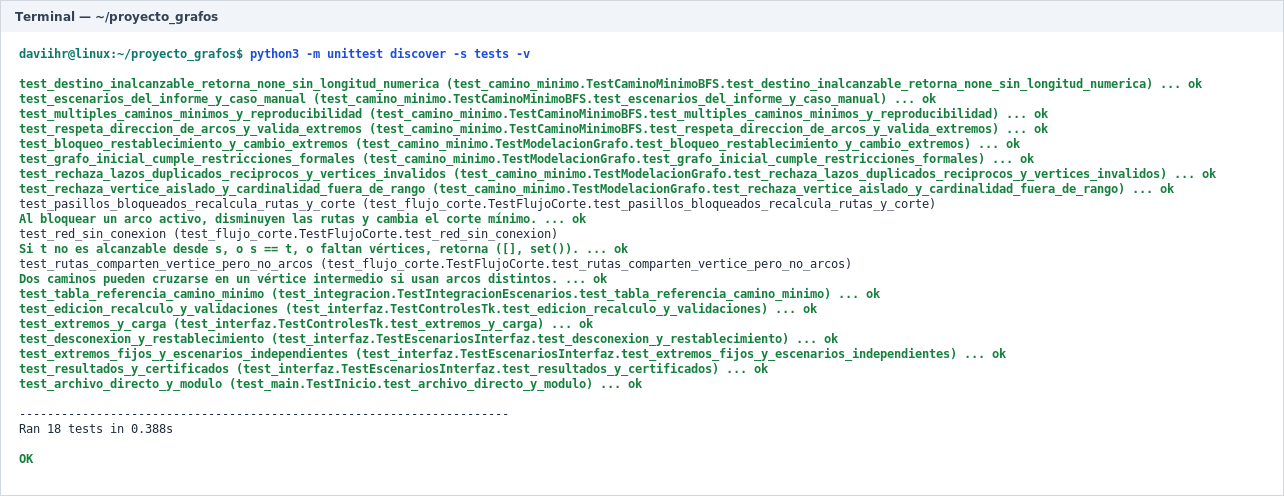 Terminal — ~/proyecto_grafos
daviihr@linux:~/proyecto_grafos$ python3 -m unittest discover -s tests -v
test_destino_inalcanzable_retorna_none_sin_longitud_numerica (test_camino_minimo.TestCaminoMinimoBFS.test_destino_inalcanzable_retorna_none_sin_longitud_numerica) ... ok
test_escenarios_del_informe_y_caso_manual (test_camino_minimo.TestCaminoMinimoBFS.test_escenarios_del_informe_y_caso_manual) ... ok
test_multiples_caminos_minimos_y_reproducibilidad (test_camino_minimo.TestCaminoMinimoBFS.test_multiples_caminos_minimos_y_reproducibilidad) ... ok
test_respeta_direccion_de_arcos_y_valida_extremos (test_camino_minimo.TestCaminoMinimoBFS.test_respeta_direccion_de_arcos_y_valida_extremos) ... ok
test_bloqueo_restablecimiento_y_cambio_extremos (test_camino_minimo.TestModelacionGrafo.test_bloqueo_restablecimiento_y_cambio_extremos) ... ok
test_grafo_inicial_cumple_restricciones_formales (test_camino_minimo.TestModelacionGrafo.test_grafo_inicial_cumple_restricciones_formales) ... ok
test_rechaza_lazos_duplicados_reciprocos_y_vertices_invalidos (test_camino_minimo.TestModelacionGrafo.test_rechaza_lazos_duplicados_reciprocos_y_vertices_invalidos) ... ok
test_rechaza_vertice_aislado_y_cardinalidad_fuera_de_rango (test_camino_minimo.TestModelacionGrafo.test_rechaza_vertice_aislado_y_cardinalidad_fuera_de_rango) ... ok
test_pasillos_bloqueados_recalcula_rutas_y_corte (test_flujo_corte.TestFlujoCorte.test_pasillos_bloqueados_recalcula_rutas_y_corte)
Al bloquear un arco activo, disminuyen las rutas y cambia el corte mínimo. ... ok
test_red_sin_conexion (test_flujo_corte.TestFlujoCorte.test_red_sin_conexion)
Si t no es alcanzable desde s, o s == t, o faltan vértices, retorna ([], set()). ... ok
test_rutas_comparten_vertice_pero_no_arcos (test_flujo_corte.TestFlujoCorte.test_rutas_comparten_vertice_pero_no_arcos)
Dos caminos pueden cruzarse en un vértice intermedio si usan arcos distintos. ... ok
test_tabla_referencia_camino_minimo (test_integracion.TestIntegracionEscenarios.test_tabla_referencia_camino_minimo) ... ok
test_edicion_recalculo_y_validaciones (test_interfaz.TestControlesTk.test_edicion_recalculo_y_validaciones) ... ok
test_extremos_y_carga (test_interfaz.TestControlesTk.test_extremos_y_carga) ... ok
test_desconexion_y_restablecimiento (test_interfaz.TestEscenariosInterfaz.test_desconexion_y_restablecimiento) ... ok
test_extremos_fijos_y_escenarios_independientes (test_interfaz.TestEscenariosInterfaz.test_extremos_fijos_y_escenarios_independientes) ... ok
test_resultados_y_certificados (test_interfaz.TestEscenariosInterfaz.test_resultados_y_certificados) ... ok
test_archivo_directo_y_modulo (test_main.TestInicio.test_archivo_directo_y_modulo) ... ok
----------------------------------------------------------------------
Ran 18 tests in 0.388s
OK